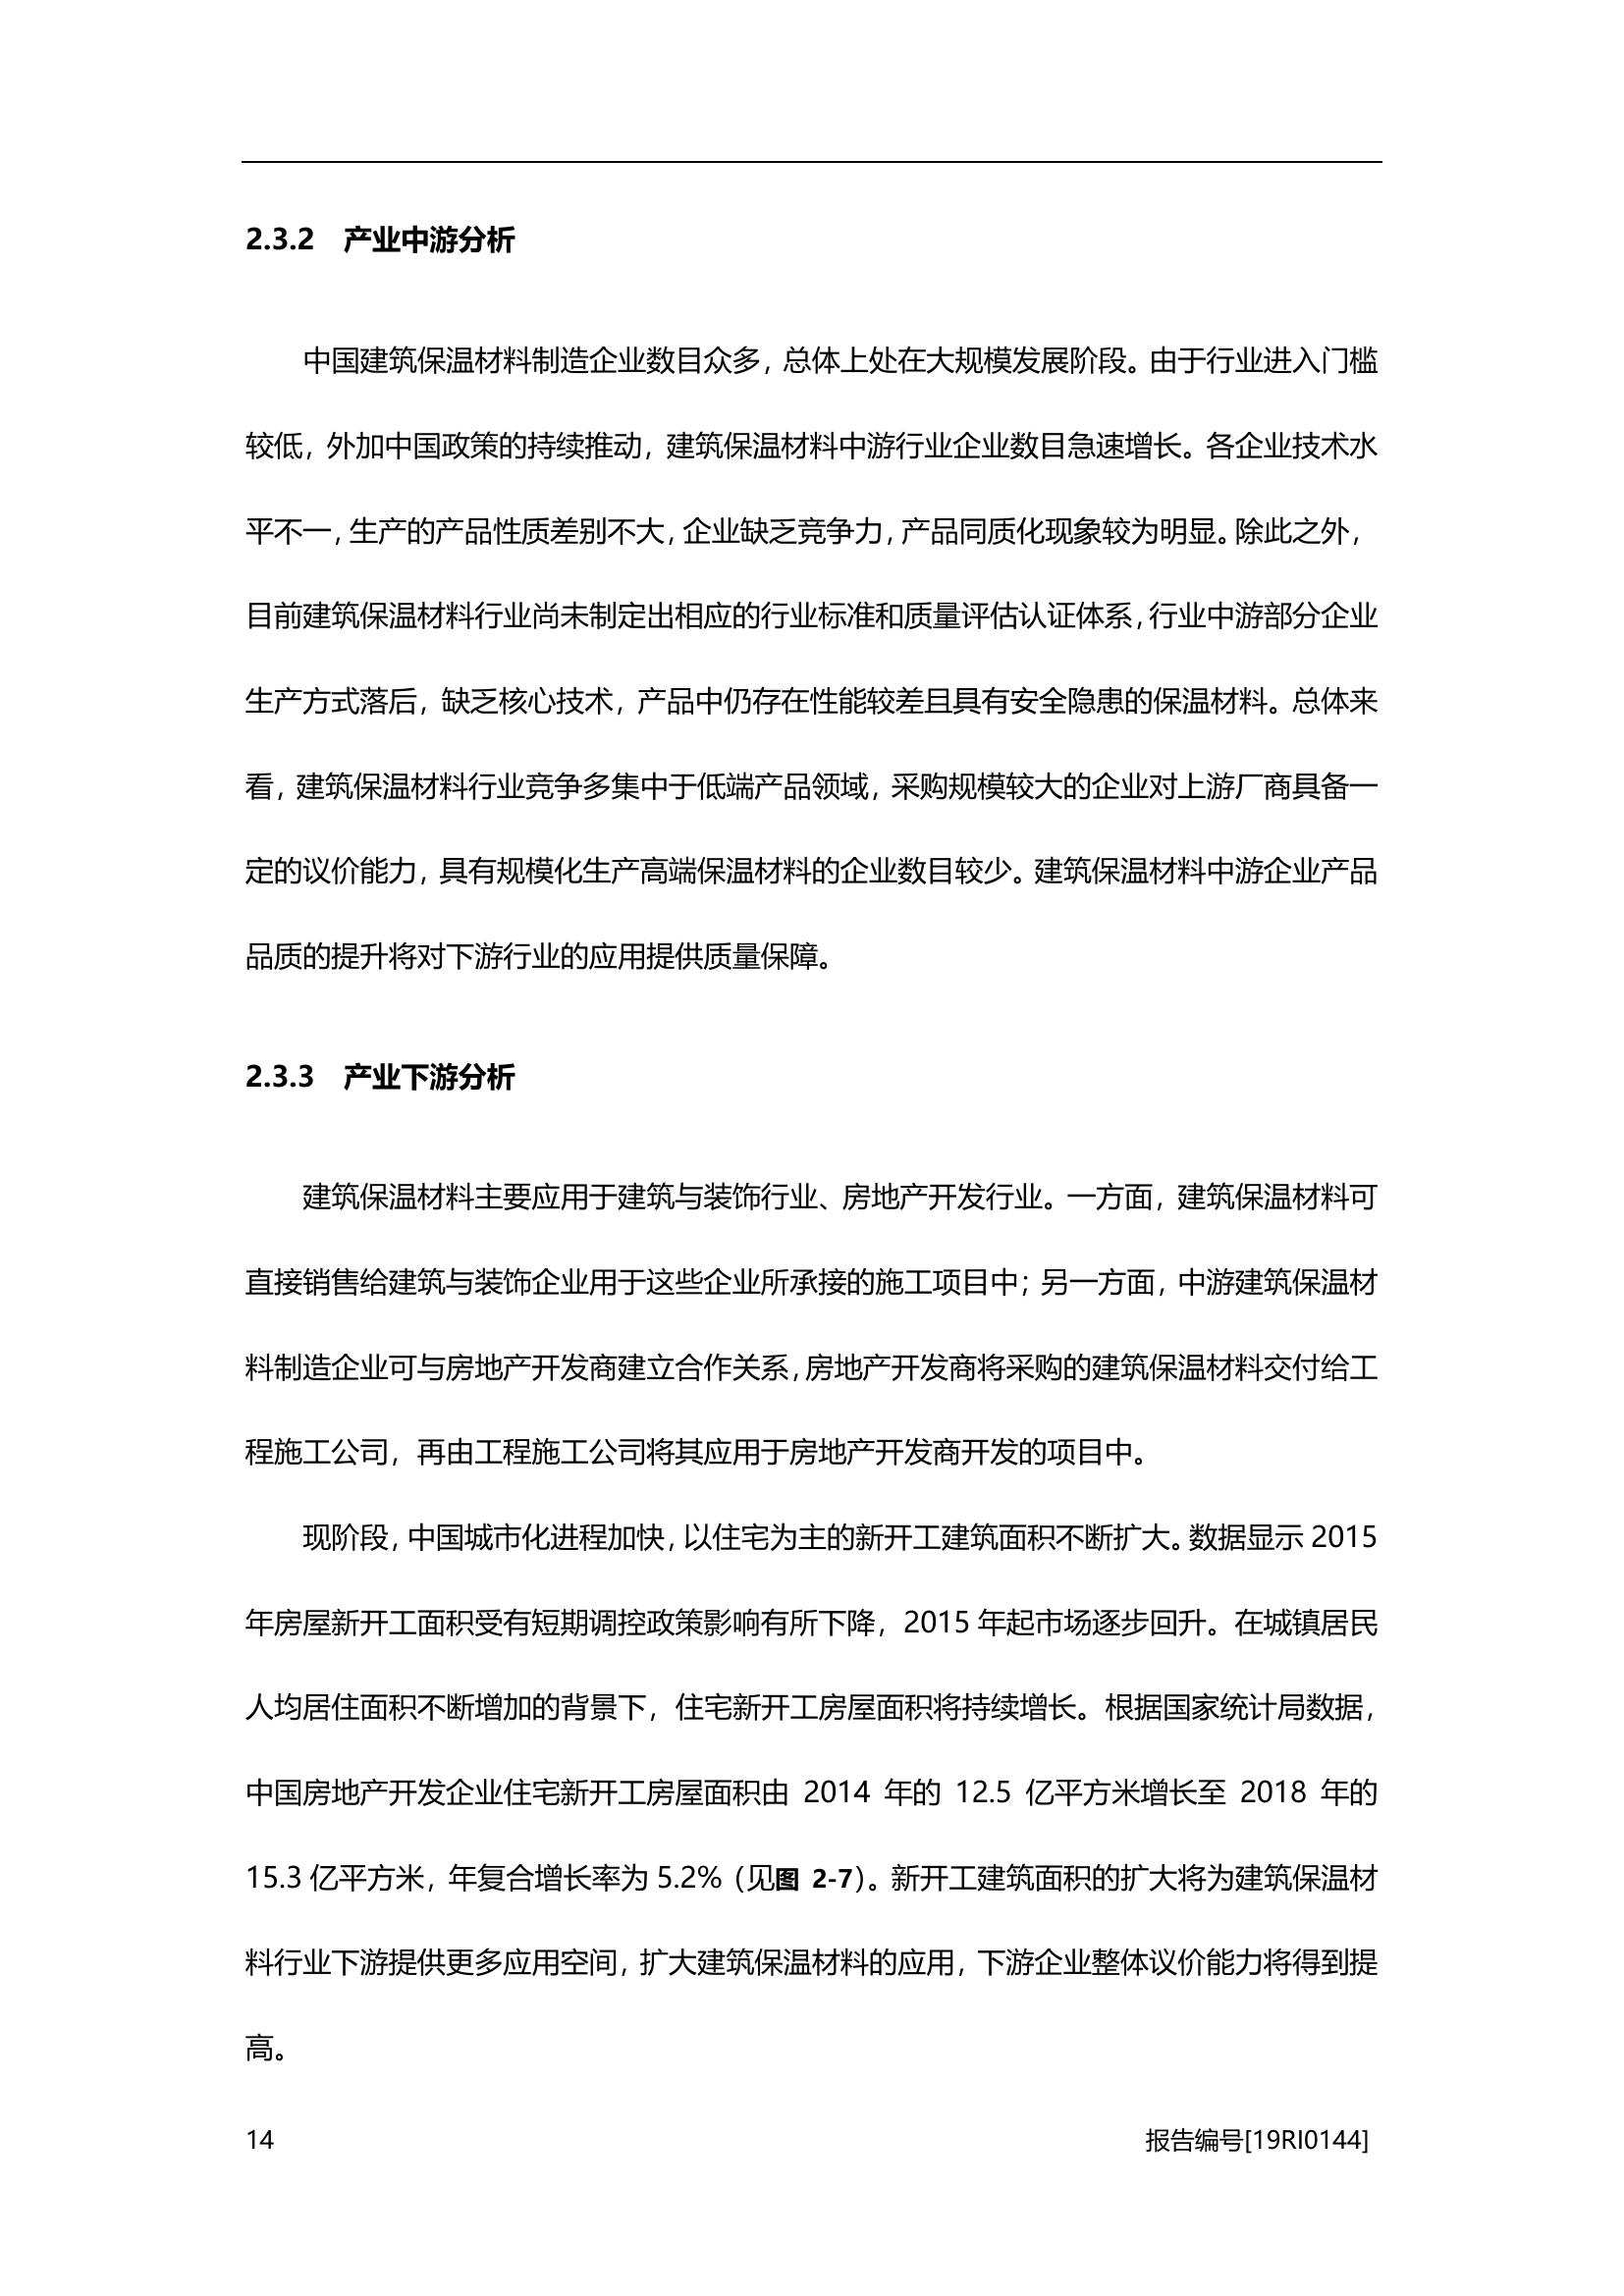 2.3.2 产业中游分析
中国建筑保温材料制造企业数目众多，总体上处在大规模发展阶段。由于行业进入门槛
较低，外加中国政策的持续推动，建筑保温材料中游行业企业数目急速增长。各企业技术水
平不一，生产的产品性质差别不大，企业缺乏竞争力，产品同质化现象较为明显。除此之外，
目前建筑保温材料行业尚未制定出相应的行业标准和质量评估认证体系，行业中游部分企业
生产方式落后，缺乏核心技术，产品中仍存在性能较差且具有安全隐患的保温材料。总体来
看，建筑保温材料行业竞争多集中于低端产品领域，采购规模较大的企业对上游厂商具备一
定的议价能力，具有规模化生产高端保温材料的企业数目较少。建筑保温材料中游企业产品
品质的提升将对下游行业的应用提供质量保障。
2.3.3 产业下游分析
建筑保温材料主要应用于建筑与装饰行业、房地产开发行业。一方面，建筑保温材料可
直接销售给建筑与装饰企业用于这些企业所承接的施工项目中；另一方面，中游建筑保温材
料制造企业可与房地产开发商建立合作关系，房地产开发商将采购的建筑保温材料交付给工
程施工公司，再由工程施工公司将其应用于房地产开发商开发的项目中。
现阶段，中国城市化进程加快，以住宅为主的新开工建筑面积不断扩大。数据显示 2015
年房屋新开工面积受有短期调控政策影响有所下降，2015 年起市场逐步回升。在城镇居民
人均居住面积不断增加的背景下，住宅新开工房屋面积将持续增长。根据国家统计局数据，
中国房地产开发企业住宅新开工房屋面积由 2014 年的 12.5 亿平方米增长至 2018 年的
15.3 亿平方米，年复合增长率为 5.2%（见图 2-7）。新开工建筑面积的扩大将为建筑保温材
料行业下游提供更多应用空间，扩大建筑保温材料的应用，下游企业整体议价能力将得到提
高。
14 报告编号[19RI0144]